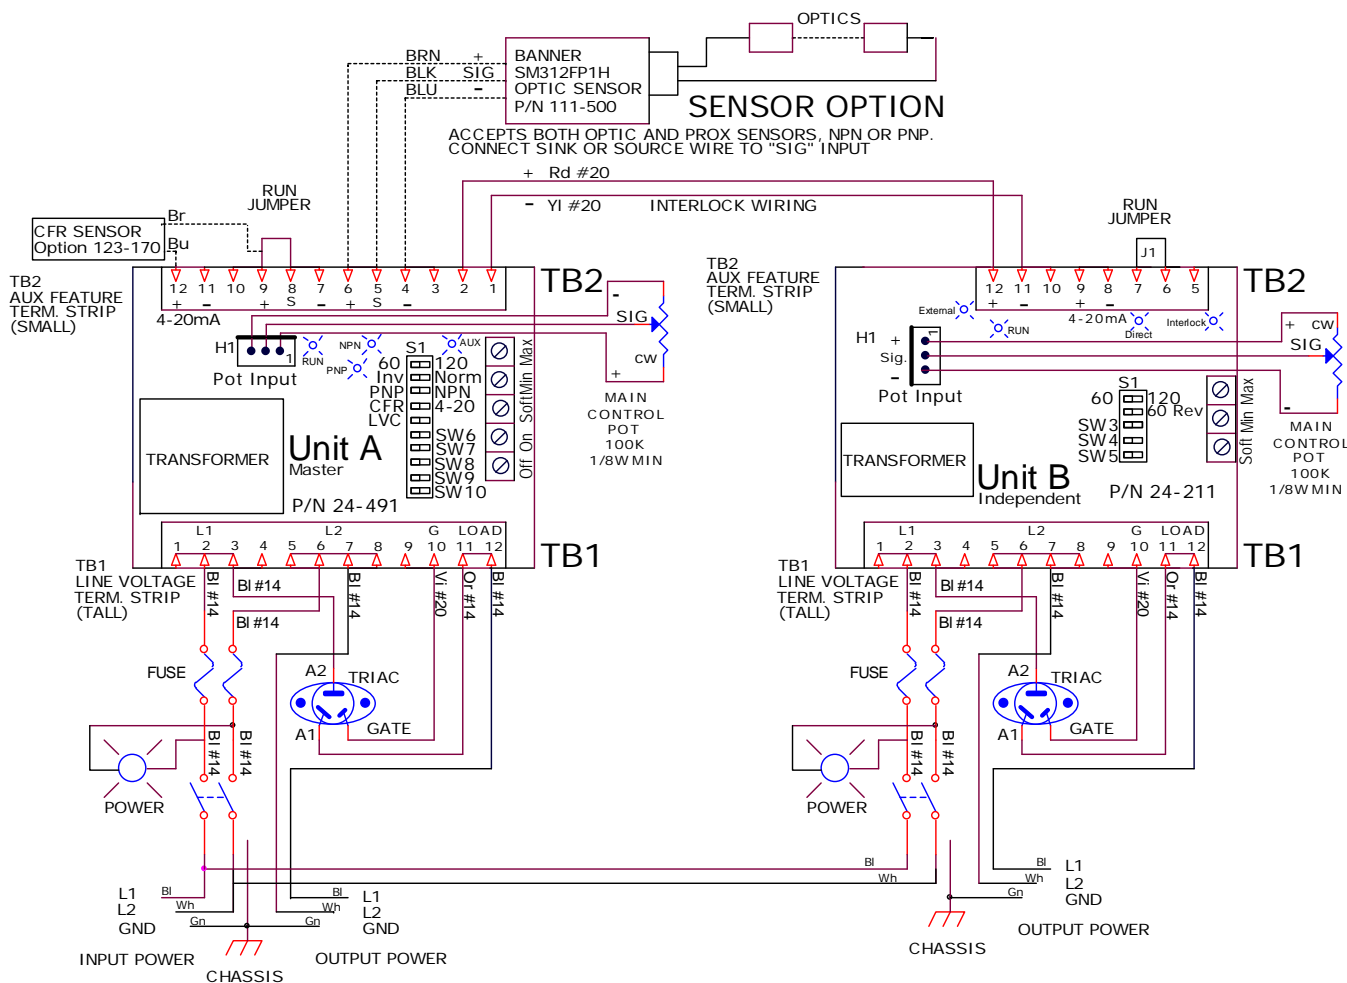 OPTICS
BRN +
BLK SIG
BLU -
BANNER
SM312FP1H
OPTIC SENSOR
P/N 111-500
SENSOR OPTION
ACCEPTS BOTH OPTIC AND PROX SENSORS, NPN OR PNP.
CONNECT SINK OR SOURCE WIRE TO "SIG" INPUT
+ Rd #20
- Yl #20 INTERLOCK WIRING
RUN
JUMPER
Br
CFR SENSOR
Option 123-170
Bu
TB2
AUX FEATURE
TERM. STRIP
(SMALL)
12 11 10 9 8 7 6 5 4 3 2 1
+ - + S - + S -
4-20mA
TB2
H1
1
Pot Input
RUN
NPN
PNP
AUX
S1
60 120
Inv Norm
PNP NPN
CFR 4-20
LVC
SW6
SW7
SW8
SW9
SW10
Off On Soft Min Max
-
SIG
CW
+
MAIN
CONTROL
POT
100K
1/8W MIN
TRANSFORMER
Unit A
Master
P/N 24-491
L1 L2 G LOAD
1 2 3 4 5 6 7 8 9 10 11 12
TB1
TB1
LINE VOLTAGE
TERM. STRIP
(TALL)
Bl #14
Bl #14
Bl #14
Bl #14
Vi #20
Or #14
Bl #14
FUSE
A2
TRIAC
A1
GATE
Bl #14
Bl #14
POWER
L1 Bl
L2 Wh
GND Gn
INPUT POWER
CHASSIS
Bl L1
Wh L2
Gn GND
OUTPUT POWER
RUN
JUMPER
J1
TB2
AUX FEATURE
TERM. STRIP
(SMALL)
12 11 10 9 8 7 6 5
+ - + -
4-20mA
TB2
External
RUN
Direct
Interlock
H1
+
Sig.
-
1
Pot Input
S1
60 120
60 Rev
SW3
SW4
SW5
Soft Min Max
+ CW
SIG
-
MAIN
CONTROL
POT
100K
1/8W MIN
TRANSFORMER
Unit B
Independent
P/N 24-211
L1 L2 G LOAD
1 2 3 4 5 6 7 8 9 10 11 12
TB1
TB1
LINE VOLTAGE
TERM. STRIP
(TALL)
Bl #14
Bl #14
Bl #14
Bl #14
Vi #20
Or #14
Bl #14
FUSE
A2
TRIAC
A1
GATE
Bl #14
Bl #14
POWER
Bl
Wh
CHASSIS
Bl L1
Wh L2
Gn GND
OUTPUT POWER